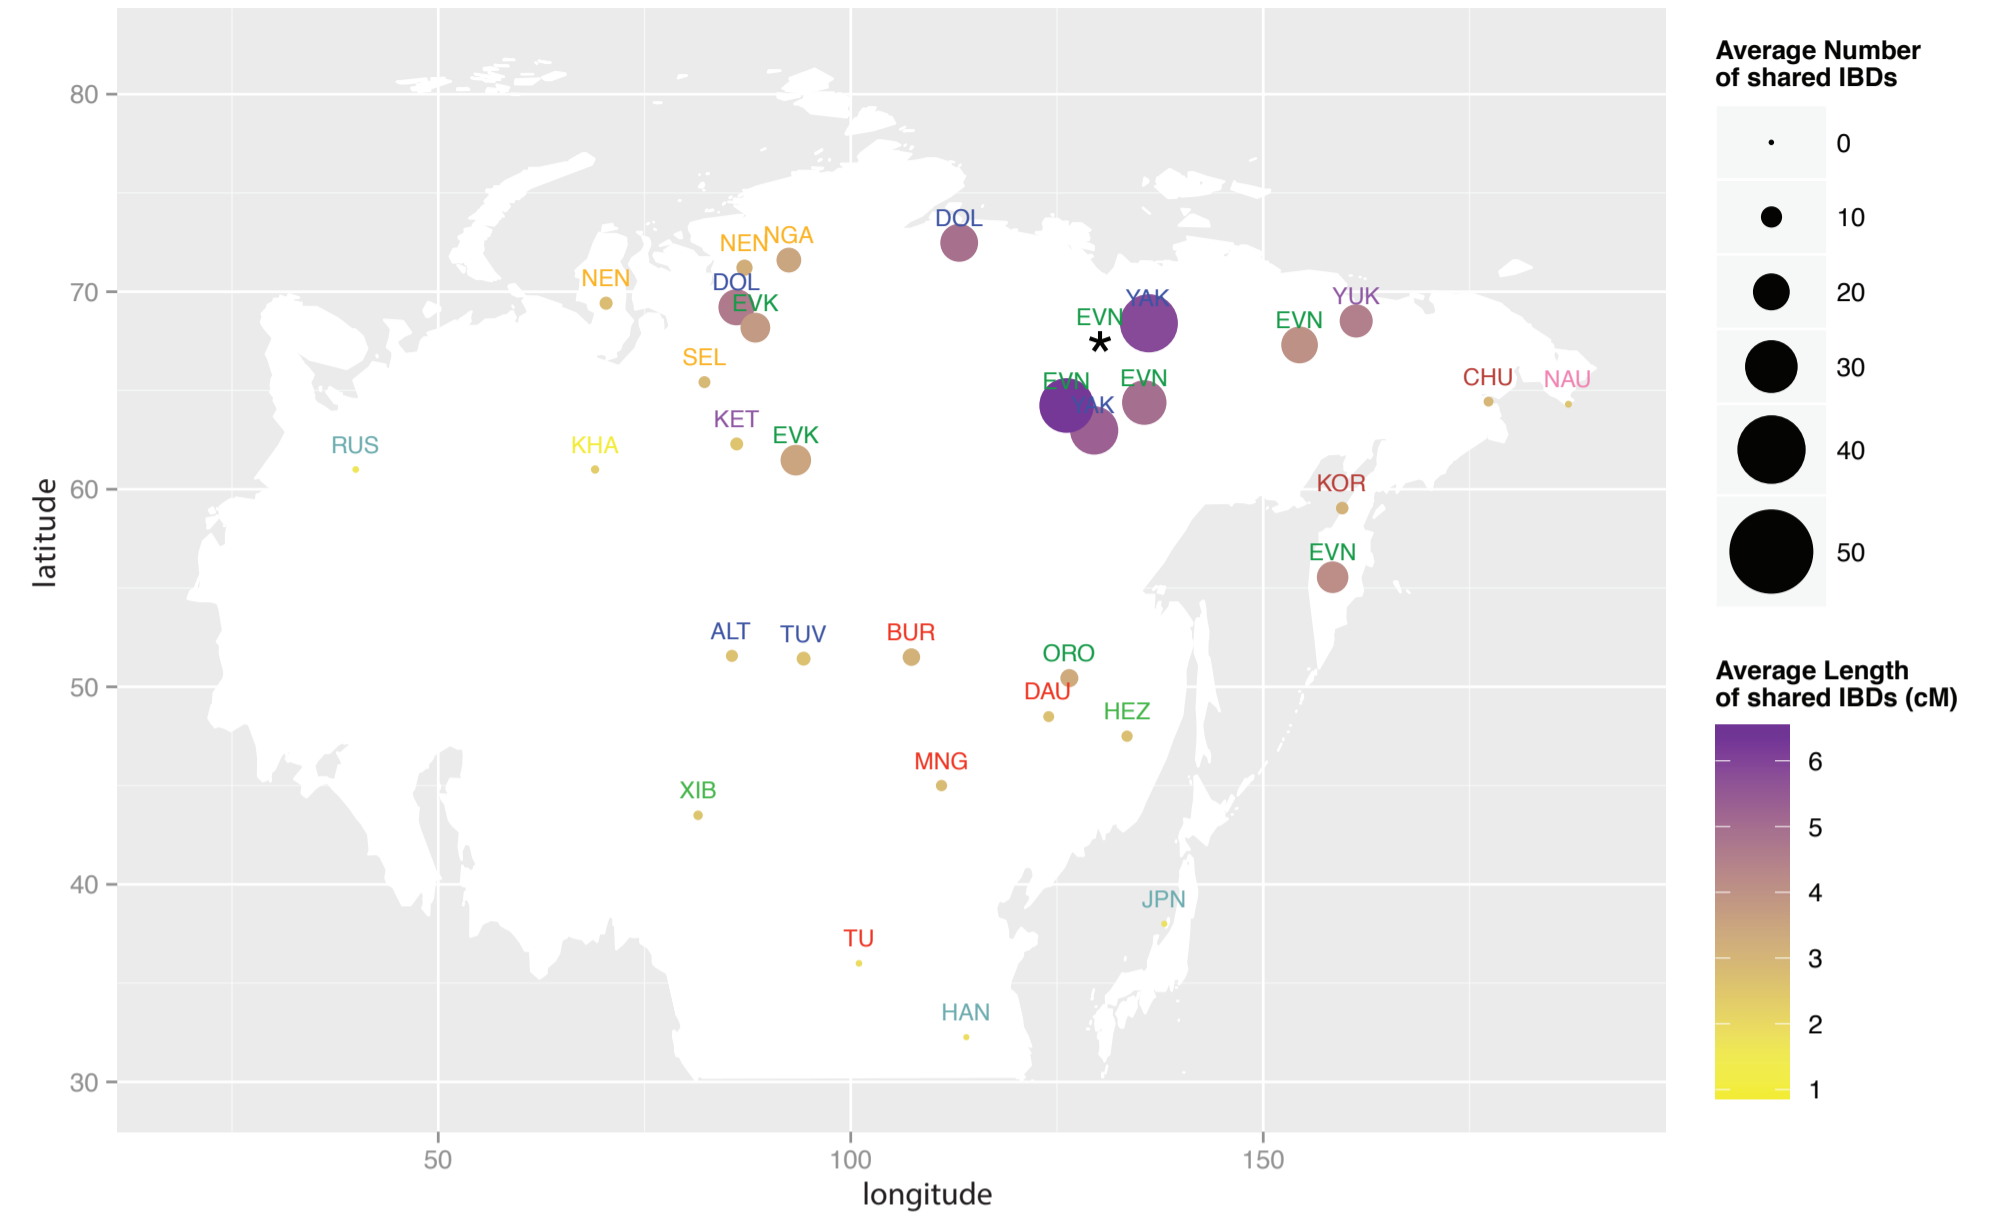 80
70
60
50
40
30
latitude
50
100
150
longitude
DOL
NEN
NGA
NEN
DOL
EVK
YAK
EVN
YUK
EVN
SEL
EVN
EVN
CHU
NAU
YAK
KET
EVK
RUS
KHA
KOR
EVN
ALT
TUV
BUR
ORO
DAU
HEZ
MNG
XIB
JPN
TU
HAN
*
Average Number
of shared IBDs
0
10
20
30
40
50
Average Length
of shared IBDs (cM)
6
5
4
3
2
1